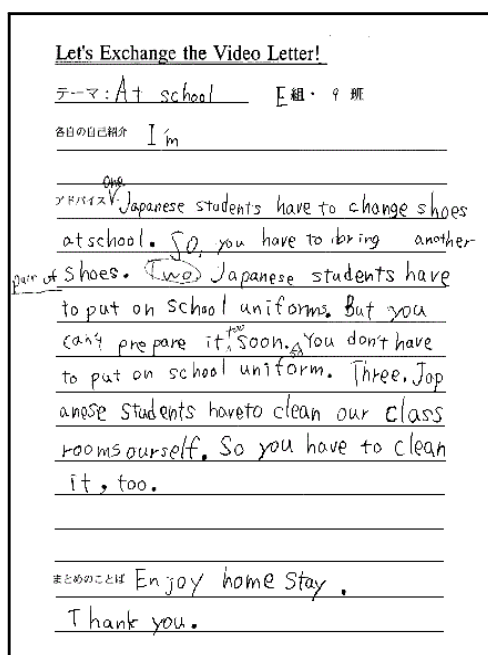 Let's Exchange the Video Letter!
テーマ: At school E組・9班
各自の自己紹介 I'm
One
アドバイス Japanese students have to change shoes
at school. So, you have to bring another
pair of shoes. Two Japanese students have
to put on school uniforms. But you
can't prepare it too soon. You don't have
to put on school uniform. Three. Jap
anese students have to clean our class
rooms ourself. So you have to clean
it, too.
まとめのことば Enjoy home stay.
Thank you.